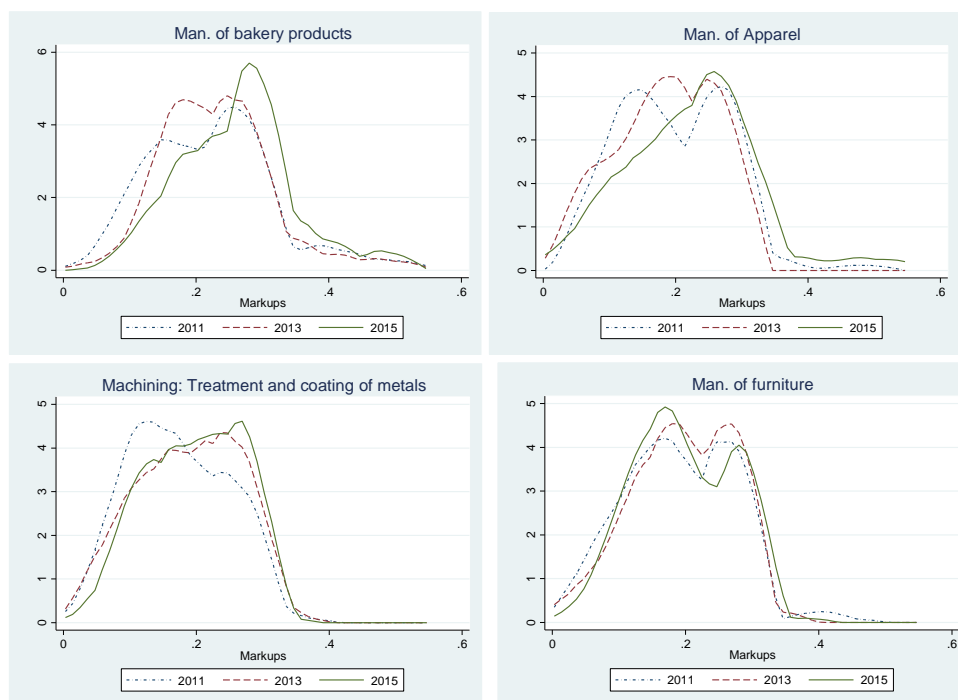 Man. of bakery products
6
4
2
0
0 .2 .4 .6
Markups
2011 2013 2015
Man. of Apparel
5
4
3
2
1
0
0 .2 .4 .6
Markups
2011 2013 2015
Machining: Treatment and coating of metals
5
4
3
2
1
0
0 .2 .4 .6
Markups
2011 2013 2015
Man. of furniture
5
4
3
2
1
0
0 .2 .4 .6
Markups
2011 2013 2015